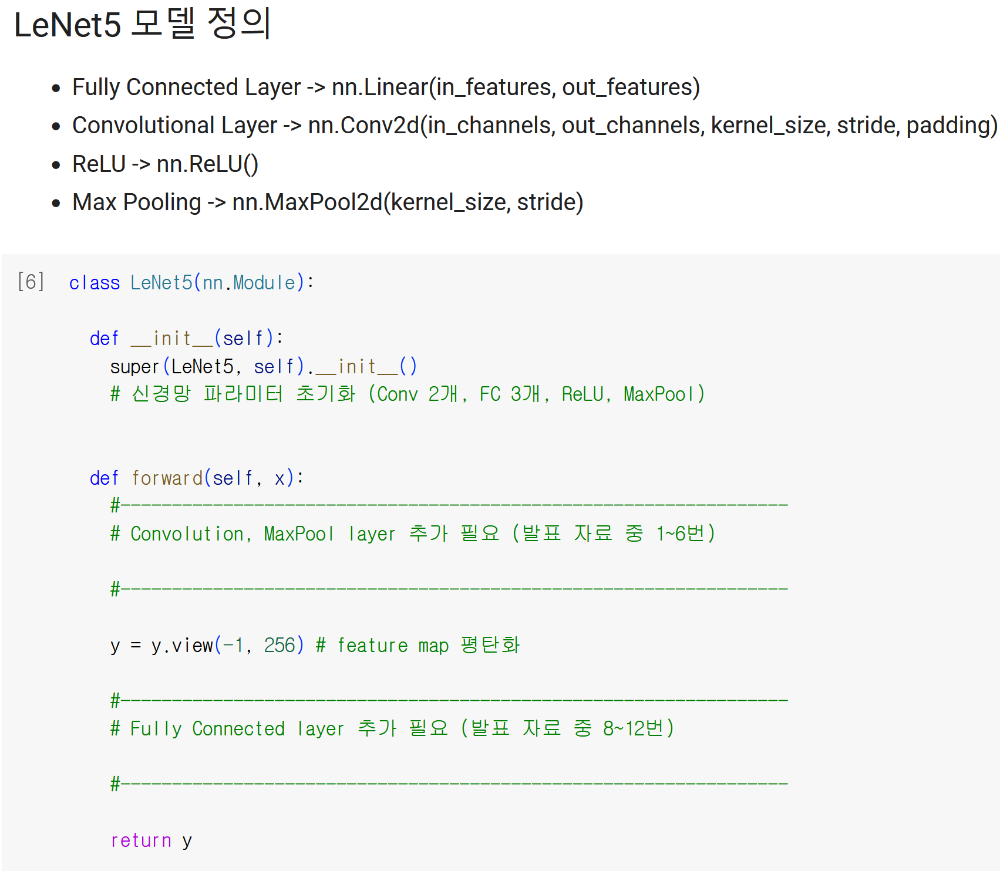 LeNet5 모델 정의
• Fully Connected Layer -> nn.Linear(in_features, out_features)
• Convolutional Layer -> nn.Conv2d(in_channels, out_channels, kernel_size, stride, padding)
• ReLU -> nn.ReLU()
• Max Pooling -> nn.MaxPool2d(kernel_size, stride)
[6] class LeNet5(nn.Module):
def __init__(self):
super(LeNet5, self).__init__()
# 신경망 파라미터 초기화 (Conv 2개, FC 3개, ReLU, MaxPool)
def forward(self, x):
#-----------------------------------------------------------------
# Convolution, MaxPool layer 추가 필요 (발표 자료 중 1~6번)
#-----------------------------------------------------------------
y = y.view(-1, 256) # feature map 평탄화
#-----------------------------------------------------------------
# Fully Connected layer 추가 필요 (발표 자료 중 8~12번)
#-----------------------------------------------------------------
return y